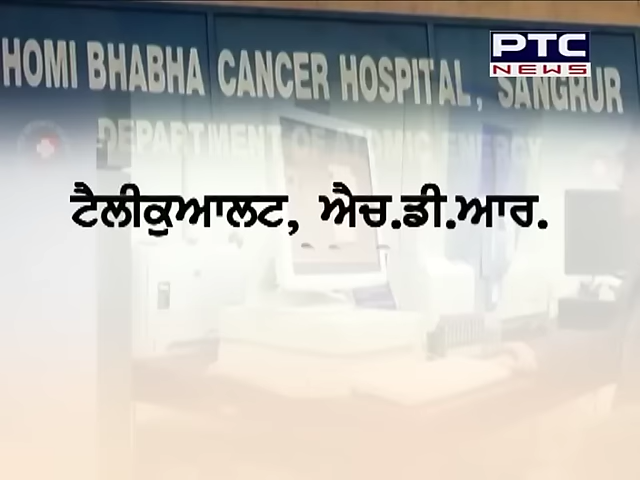 PTC
NEWS
HOMI BHABHA CANCER HOSPITAL, SANGRUR
DEPARTMENT OF ATOMIC ENERGY
ਟੈਲੀਕੁਆਲਟ, ਐਚ.ਡੀ.ਆਰ.